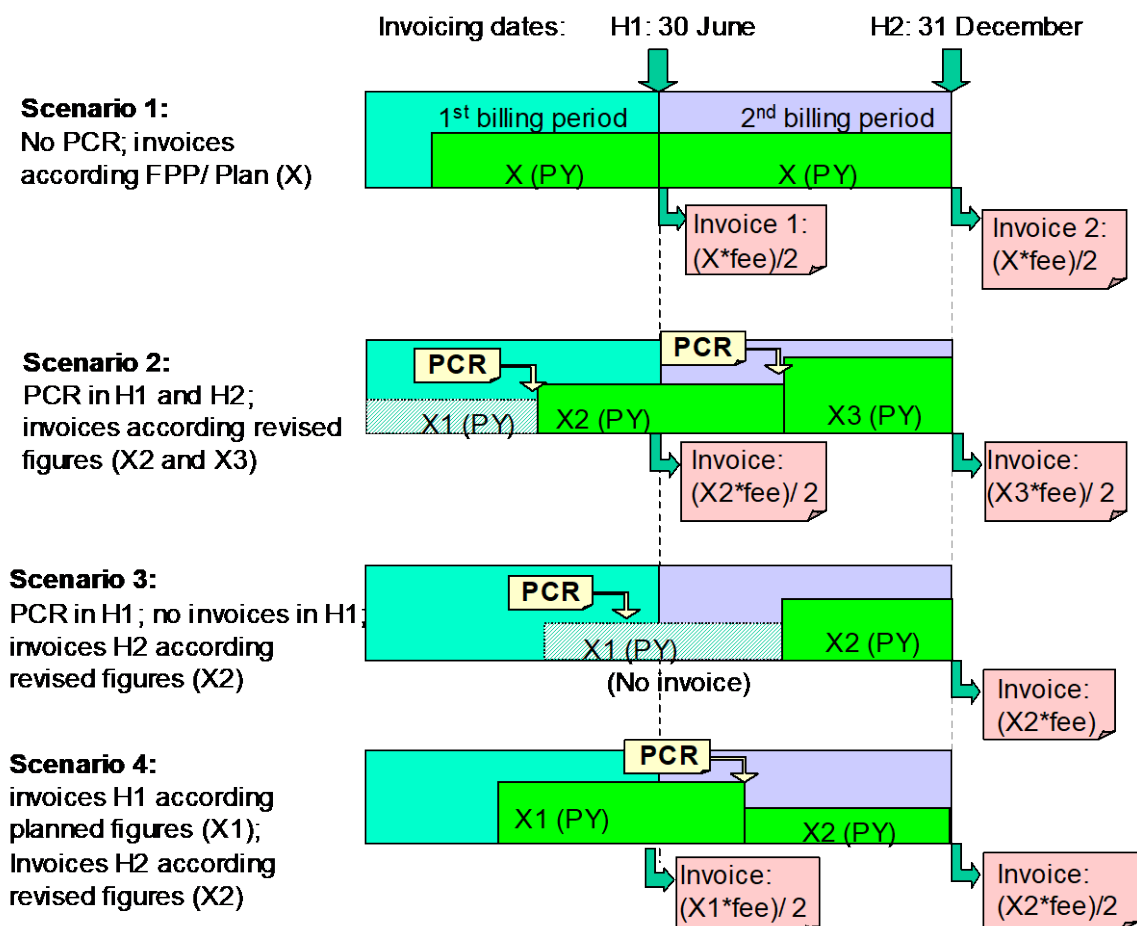 Invoicing dates: H1: 30 June H2: 31 December
Scenario 1:
No PCR; invoices
according FPP/ Plan (X)
1st billing period 2nd billing period
X (PY) X (PY)
Invoice 1:
(X*fee)/2
Invoice 2:
(X*fee)/2
Scenario 2:
PCR in H1 and H2;
invoices according revised
figures (X2 and X3)
PCR PCR
X1 (PY) X2 (PY) X3 (PY)
Invoice:
(X2*fee)/ 2
Invoice:
(X3*fee)/ 2
Scenario 3:
PCR in H1; no invoices in H1;
invoices H2 according
revised figures (X2)
PCR
X1 (PY) X2 (PY)
(No invoice)
Invoice:
(X2*fee)
Scenario 4:
invoices H1 according
planned figures (X1);
Invoices H2 according
revised figures (X2)
PCR
X1 (PY) X2 (PY)
Invoice:
(X1*fee)/ 2
Invoice:
(X2*fee)/2